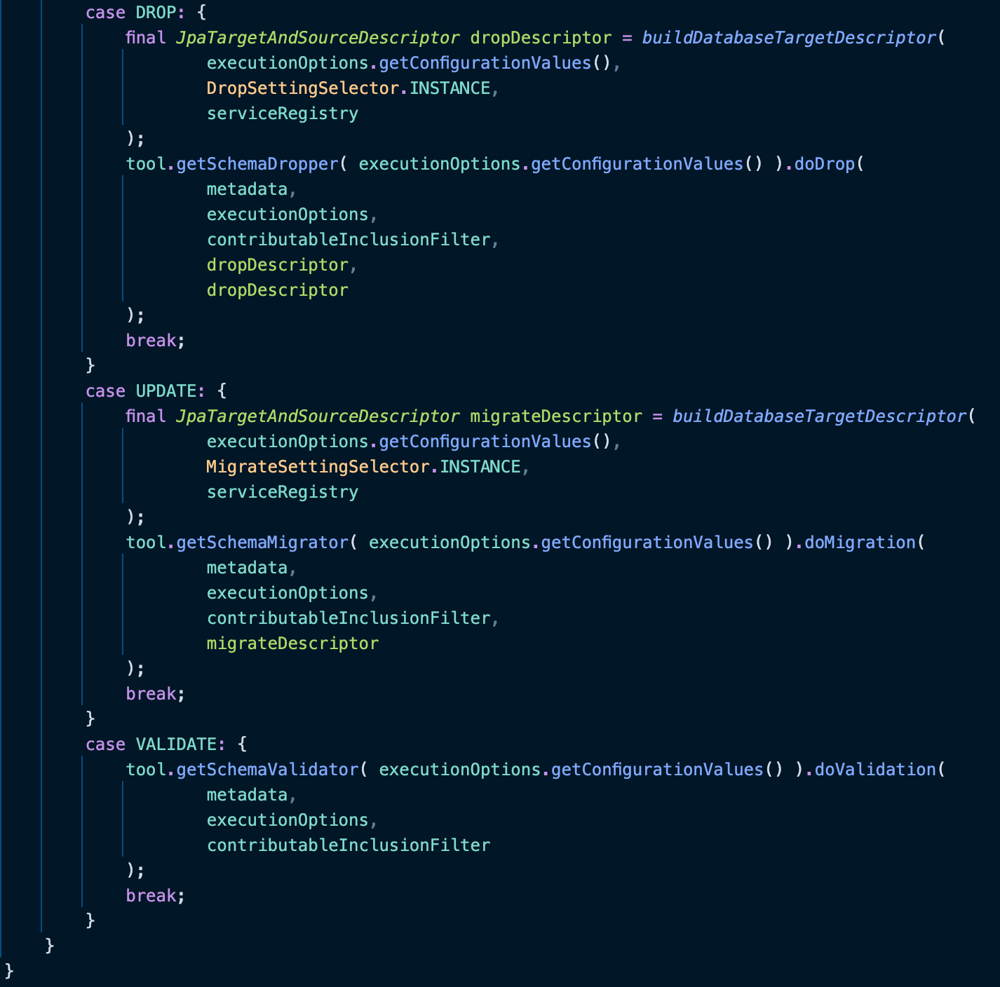 case DROP: {
final JpaTargetAndSourceDescriptor dropDescriptor = buildDatabaseTargetDescriptor(
executionOptions.getConfigurationValues(),
DropSettingSelector.INSTANCE,
serviceRegistry
);
tool.getSchemaDropper( executionOptions.getConfigurationValues() ).doDrop(
metadata,
executionOptions,
contributableInclusionFilter,
dropDescriptor,
dropDescriptor
);
break;
}
case UPDATE: {
final JpaTargetAndSourceDescriptor migrateDescriptor = buildDatabaseTargetDescriptor(
executionOptions.getConfigurationValues(),
MigrateSettingSelector.INSTANCE,
serviceRegistry
);
tool.getSchemaMigrator( executionOptions.getConfigurationValues() ).doMigration(
metadata,
executionOptions,
contributableInclusionFilter,
migrateDescriptor
);
break;
}
case VALIDATE: {
tool.getSchemaValidator( executionOptions.getConfigurationValues() ).doValidation(
metadata,
executionOptions,
contributableInclusionFilter
);
break;
}
}
}